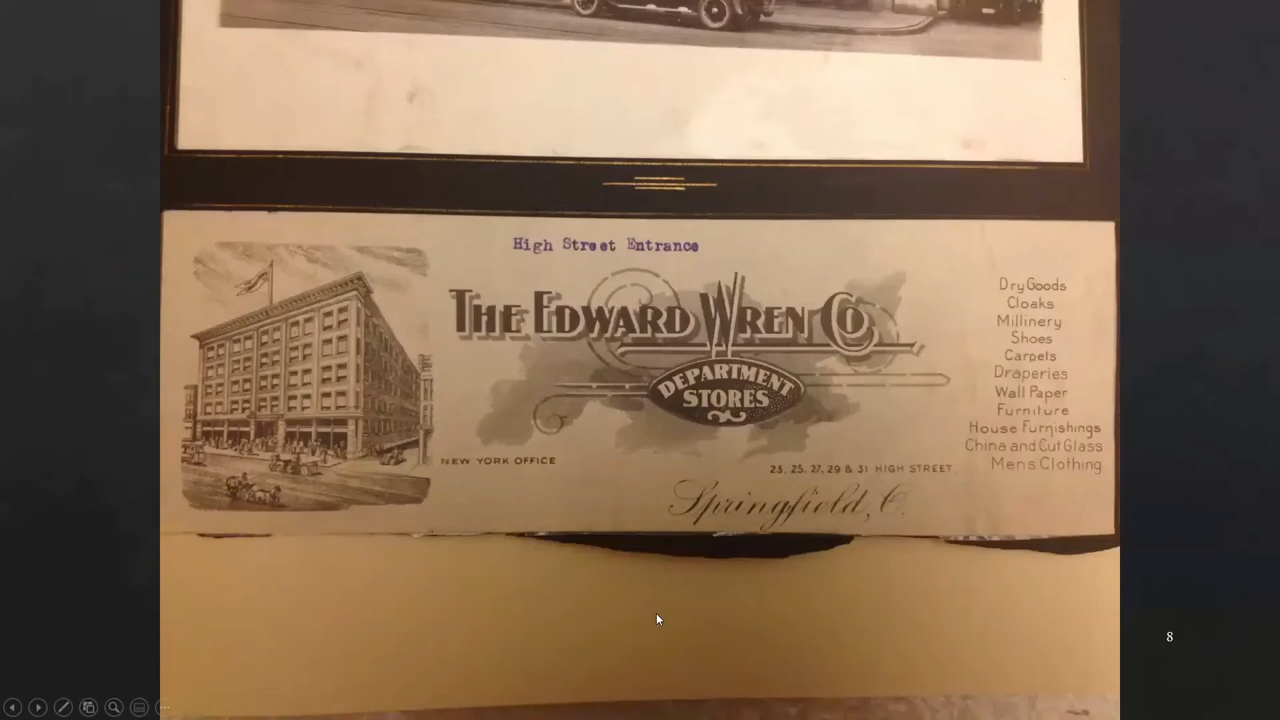 High Street Entrance
THE EDWARD WREN CO.
DEPARTMENT
STORES
Dry Goods
Cloaks
Millinery
Shoes
Carpets
Draperies
Wall Paper
Furniture
House Furnishings
China and Cut Glass
Mens Clothing
NEW YORK OFFICE
23, 25, 27, 29 & 31 HIGH STREET.
Springfield, O.
8